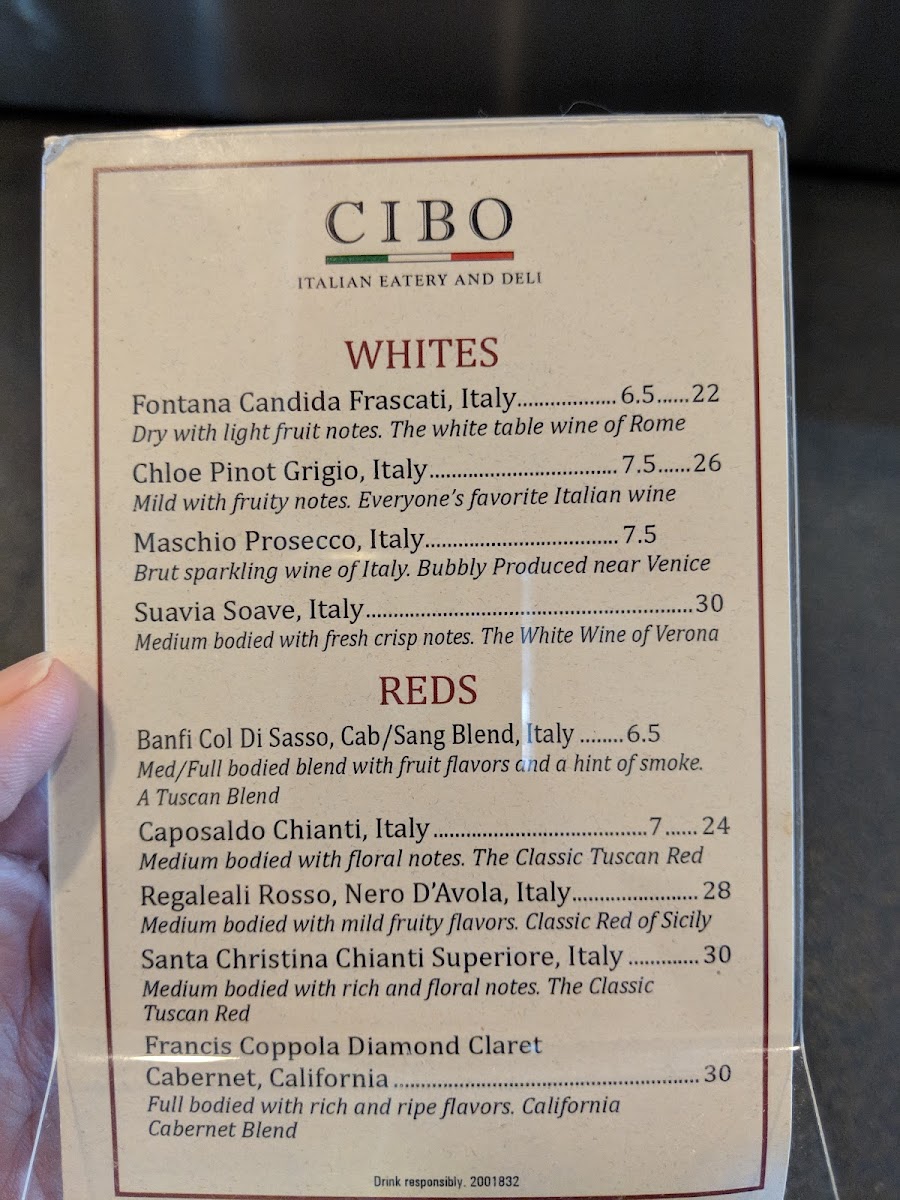 CIBO
ITALIAN EATERY AND DELI
WHITES
Fontana Candida Frascati, Italy.................. 6.5......22
Dry with light fruit notes. The white table wine of Rome
Chloe Pinot Grigio, Italy.................................. 7.5......26
Mild with fruity notes. Everyone's favorite Italian wine
Maschio Prosecco, Italy................................... 7.5
Brut sparkling wine of Italy. Bubbly Produced near Venice
Suavia Soave, Italy...........................................................30
Medium bodied with fresh crisp notes. The White Wine of Verona
REDS
Banfi Col Di Sasso, Cab/Sang Blend, Italy ........6.5
Med/Full bodied blend with fruit flavors and a hint of smoke.
A Tuscan Blend
Caposaldo Chianti, Italy.......................................7...... 24
Medium bodied with floral notes. The Classic Tuscan Red
Regaleali Rosso, Nero D'Avola, Italy....................... 28
Medium bodied with mild fruity flavors. Classic Red of Sicily
Santa Christina Chianti Superiore, Italy ............. 30
Medium bodied with rich and floral notes. The Classic
Tuscan Red
Francis Coppola Diamond Claret
Cabernet, California ....................................................... 30
Full bodied with rich and ripe flavors. California
Cabernet Blend
Drink responsibly. 2001832